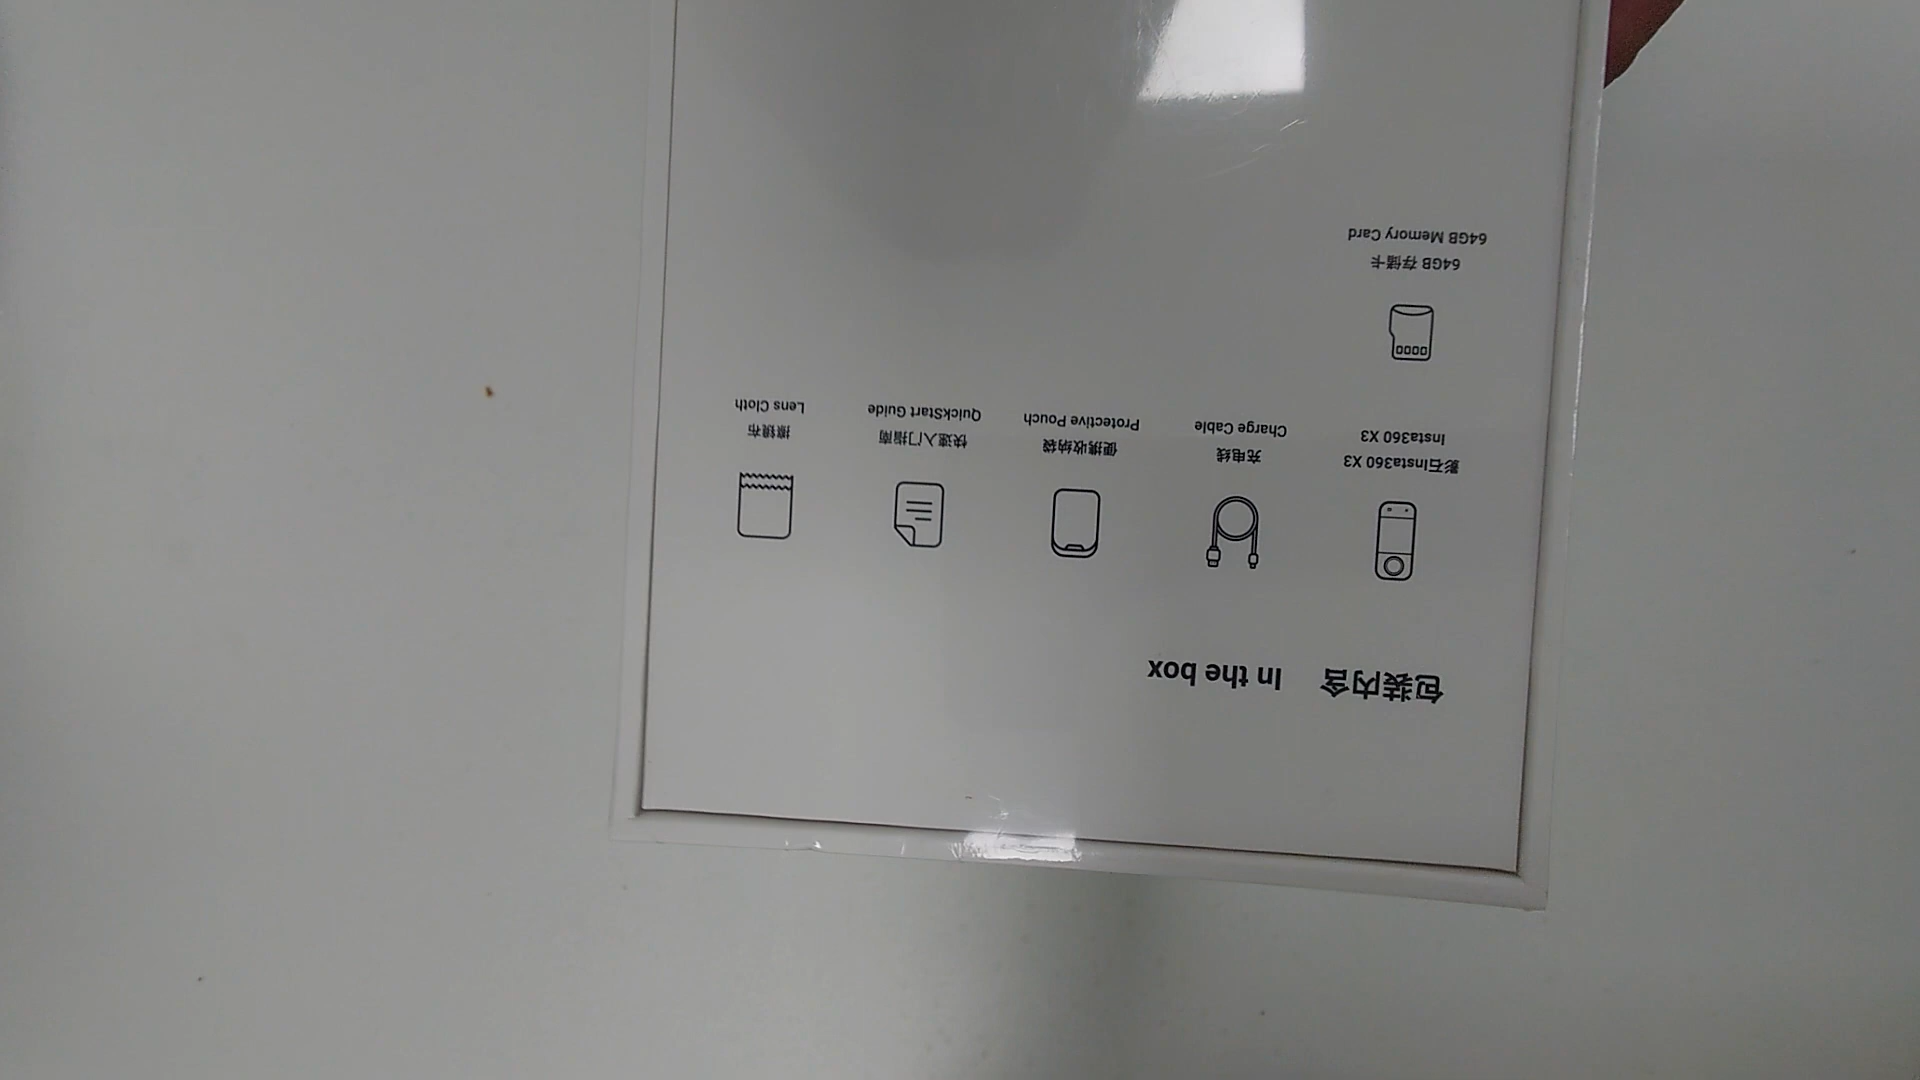 包装内含 In the box
影石Insta360 X3
Insta360 X3
充电线
Charge Cable
便携收纳袋
Protective Pouch
快速入门指南
QuickStart Guide
擦镜布
Lens Cloth
64GB 存储卡
64GB Memory Card